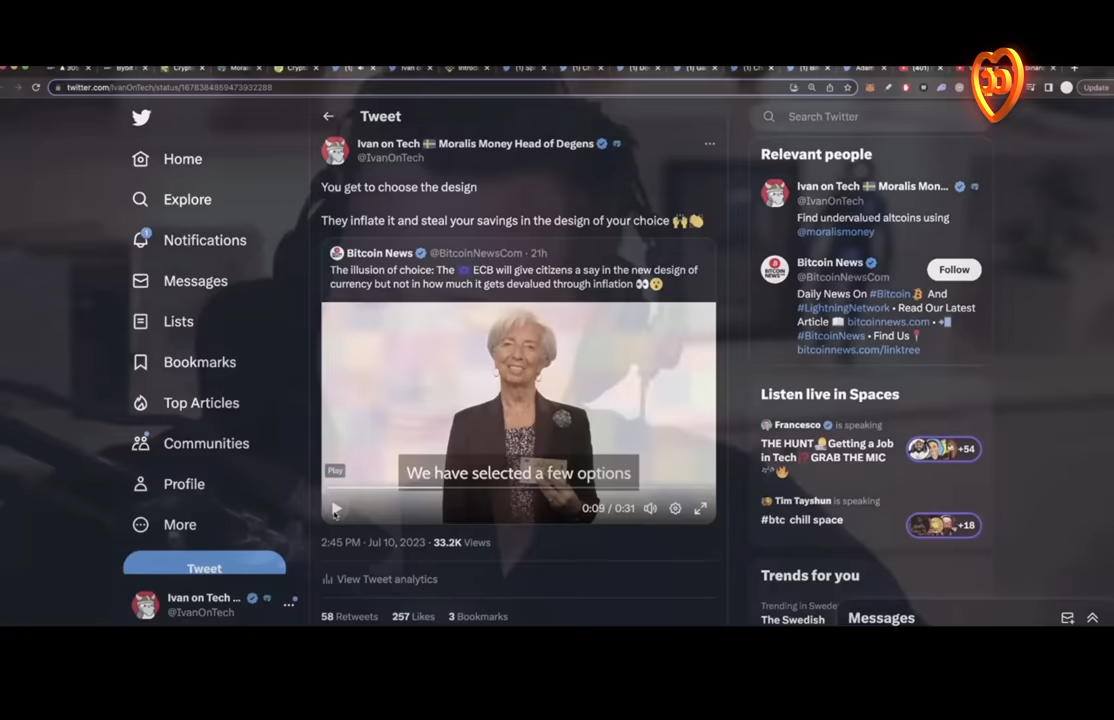 twitter.com/IvanOnTech/status/1678384859473932288
Update
Home
Explore
1
Notifications
Messages
Lists
Bookmarks
Top Articles
Communities
Profile
More
Tweet
Ivan on Tech ...
@IvanOnTech
Tweet
Ivan on Tech 🇸🇪 Moralis Money Head of Degens
@IvanOnTech
You get to choose the design
They inflate it and steal your savings in the design of your choice 🙌👏
Bitcoin News @BitcoinNewsCom · 21h
The illusion of choice: The 🇪🇺 ECB will give citizens a say in the new design of
currency but not in how much it gets devalued through inflation 👀😮
We have selected a few options
Play
0:09 / 0:31
2:45 PM · Jul 10, 2023 · 33.2K Views
View Tweet analytics
58 Retweets 257 Likes 3 Bookmarks
Search Twitter
Relevant people
Ivan on Tech 🇸🇪 Moralis Mon...
@IvanOnTech
Find undervalued altcoins using
@moralismoney
Bitcoin News
@BitcoinNewsCom
Follow
Daily News On #Bitcoin And
#LightningNetwork • Read Our Latest
Article 📖 bitcoinnews.com • 📲
#BitcoinNews • Find Us 📍
bitcoinnews.com/linktree
Listen live in Spaces
Francesco is speaking
THE HUNT Getting a Job
in Tech GRAB THE MIC
+54
Tim Tayshun is speaking
#btc chill space
+18
Trends for you
Trending in Swede
The Swedish
Messages